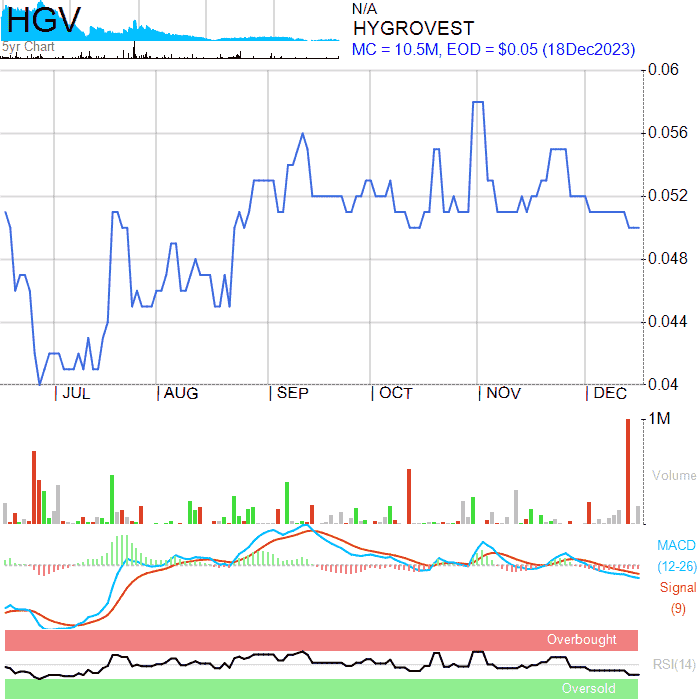 HGV
5yr Chart
N/A
HYGROVEST
MC = 10.5M, EOD = $0.05 (18Dec2023)
0.06
0.056
0.052
0.048
0.044
0.04
JUL
AUG
SEP
OCT
NOV
DEC
1M
Volume
MACD
(12-26)
Signal
(9)
Overbought
RSI(14)
Oversold